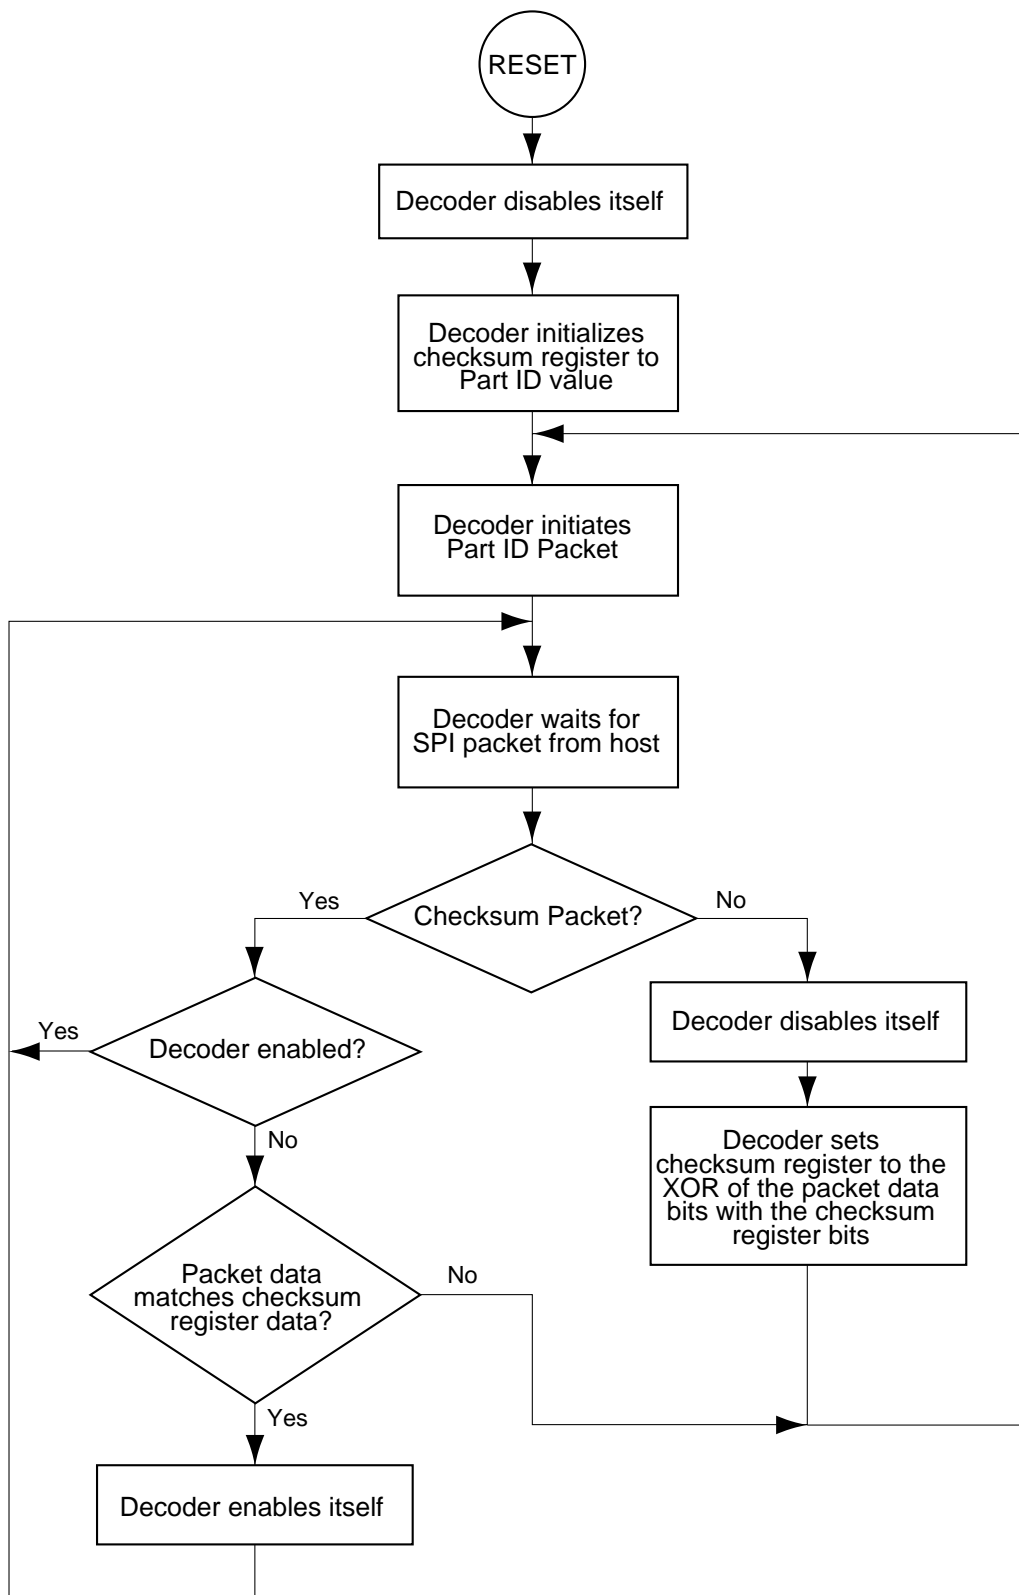 RESET
Decoder disables itself
Decoder initializes
checksum register to
Part ID value
Decoder initiates
Part ID Packet
Decoder waits for
SPI packet from host
Checksum Packet?
Yes
No
Decoder enabled?
Yes
No
Decoder disables itself
Decoder sets
checksum register to the
XOR of the packet data
bits with the checksum
register bits
Packet data
matches checksum
register data?
No
Yes
Decoder enables itself